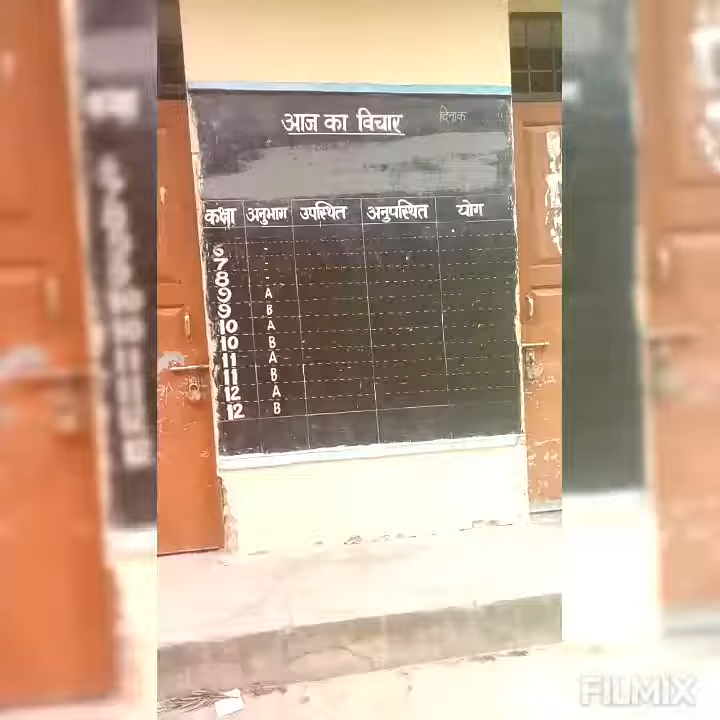 आज का विचार दिनाक
कक्षा अनुभाग उपस्थित अनुपस्थित योग
6 -
7 -
8 -
9 A
9 B
10 A
10 B
11 A
11 B
12 A
12 B
FILMIX